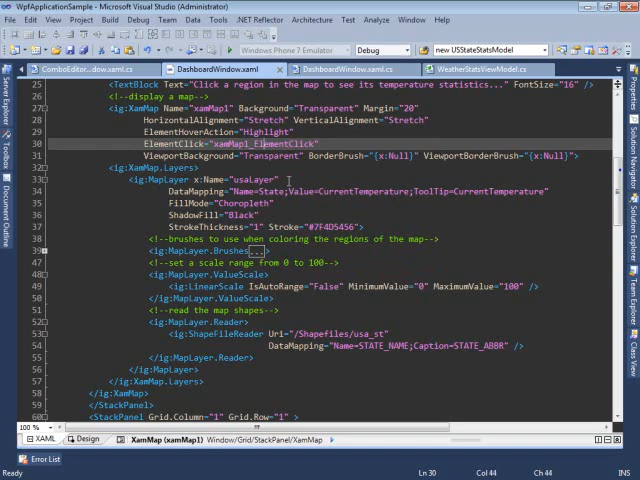 WpfApplicationSample - Microsoft Visual Studio (Administrator)
File Edit View Project Build Debug Team Data Tools .NET Reflector Architecture Test Analyze Window Help
Windows Phone 7 Emulator Debug new USStateStatsModel
ComboEditor...dow.xaml.cs DashboardWindow.xaml DashboardWindow.xaml.cs WeatherStatsViewModel.cs
Server Explorer
Toolbox
Document Outline
25 <TextBlock Text="Click a region in the map to see its temperature statistics..." FontSize="16" />
26 <!--display a map-->
27 <ig:XamMap Name="xamMap1" Background="Transparent" Margin="20"
28 HorizontalAlignment="Stretch" VerticalAlignment="Stretch"
29 ElementHoverAction="Highlight"
30 ElementClick="xamMap1_ElementClick"
31 ViewportBackground="Transparent" BorderBrush="{x:Null}" ViewportBorderBrush="{x:Null}">
32 <ig:XamMap.Layers>
33 <ig:MapLayer x:Name="usaLayer"
34 DataMapping="Name=State;Value=CurrentTemperature;ToolTip=CurrentTemperature"
35 FillMode="Choropleth"
36 ShadowFill="Black"
37 StrokeThickness="1" Stroke="#7F4D5456">
38 <!--brushes to use when coloring the regions of the map-->
39 <ig:MapLayer.Brushes...>
47 <!--set a scale range from 0 to 100-->
48 <ig:MapLayer.ValueScale>
49 <ig:LinearScale IsAutoRange="False" MinimumValue="0" MaximumValue="100" />
50 </ig:MapLayer.ValueScale>
51 <!--read the map shapes-->
52 <ig:MapLayer.Reader>
53 <ig:ShapeFileReader Uri="/Shapefiles/usa_st"
54 DataMapping="Name=STATE_NAME;Caption=STATE_ABBR" />
55 </ig:MapLayer.Reader>
56 </ig:MapLayer>
57 </ig:XamMap.Layers>
58 </ig:XamMap>
59 </StackPanel>
60 <StackPanel Grid.Column="1" Grid.Row="1" >
Properties
Solution Navigator
Solution Explorer
Team Explorer
Class View
100 %
XAML Design XamMap (xamMap1) Window/Grid/StackPanel/XamMap
Error List
Ready Ln 30 Col 44 Ch 44 INS